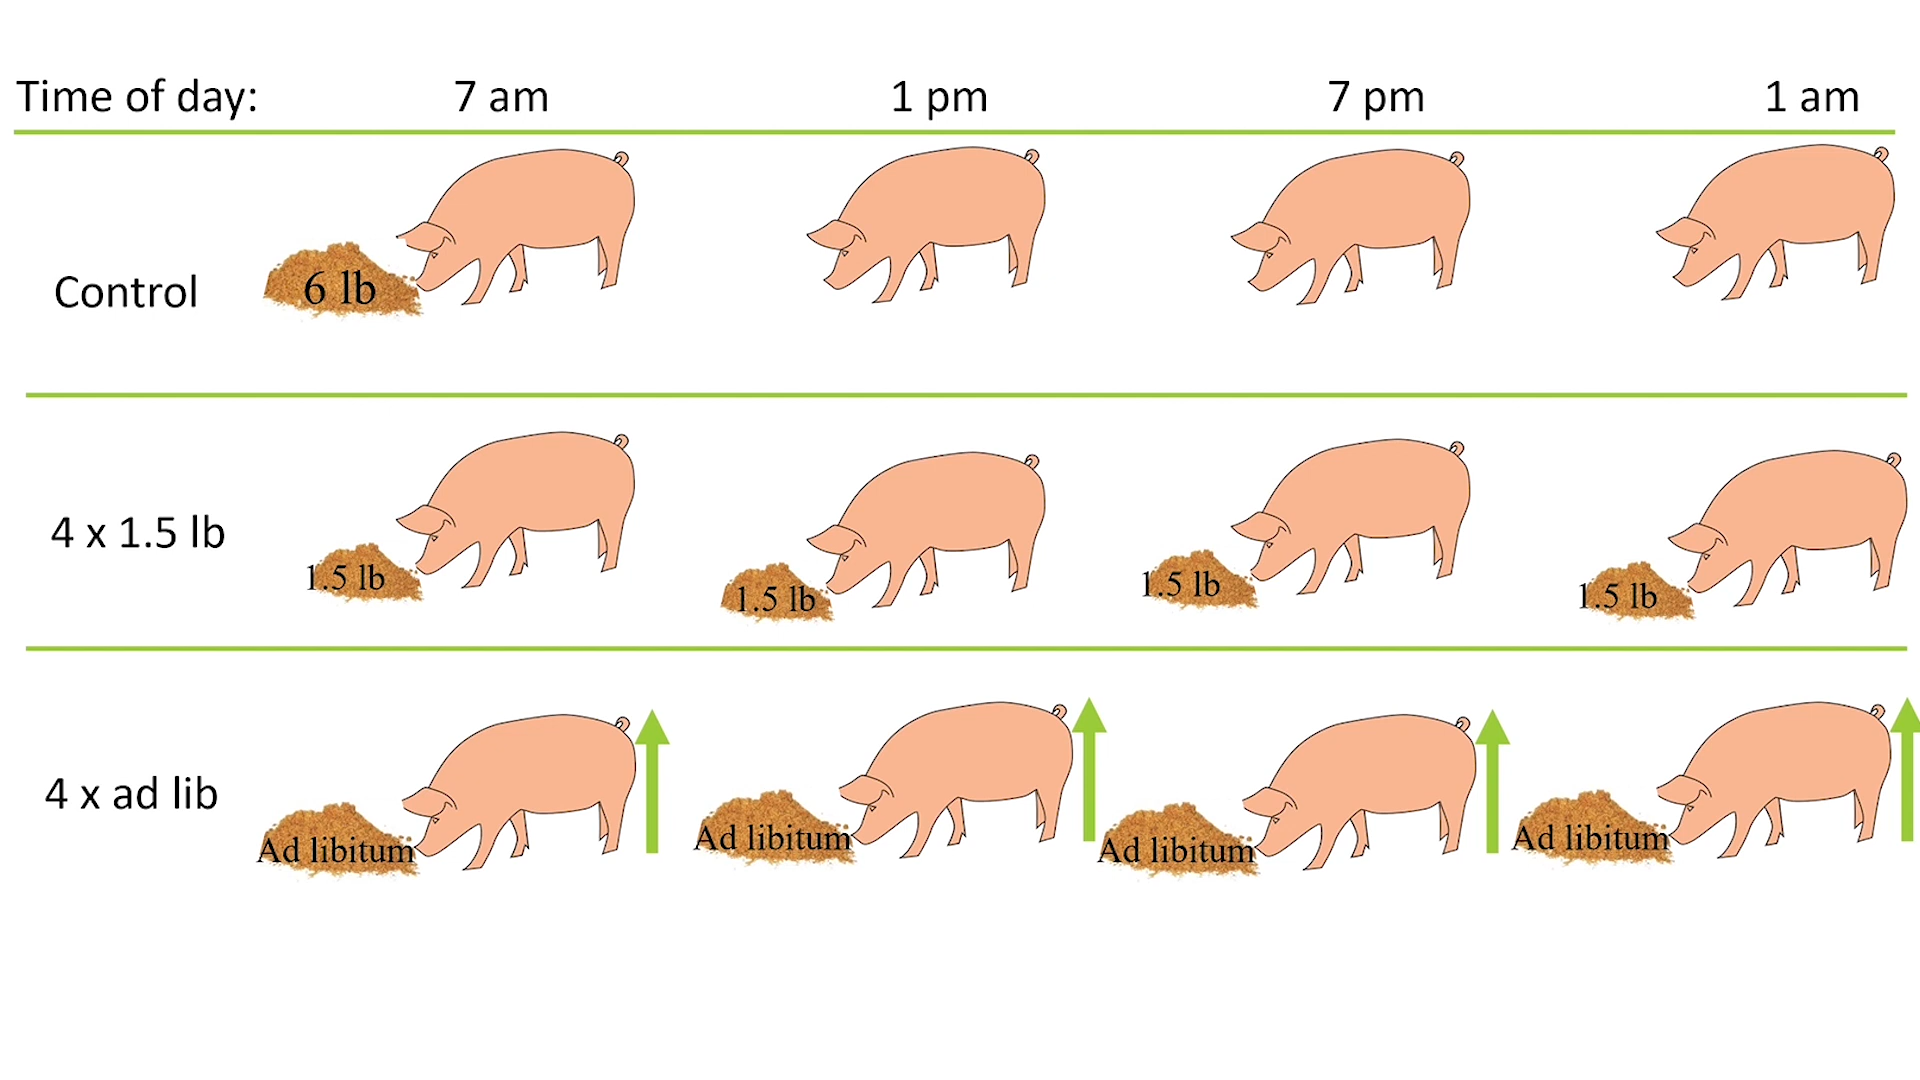 Time of day: 7 am 1 pm 7 pm 1 am
Control 6 lb
4 x 1.5 lb 1.5 lb 1.5 lb 1.5 lb 1.5 lb
4 x ad lib Ad libitum Ad libitum Ad libitum Ad libitum